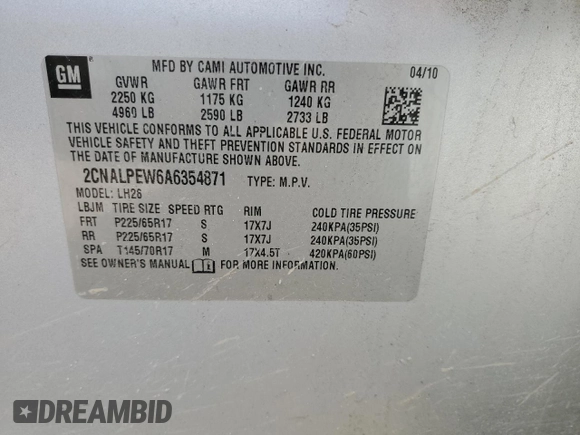 GM
MFD BY CAMI AUTOMOTIVE INC. 04/10
GVWR GAWR FRT GAWR RR
2250 KG 1175 KG 1240 KG
4960 LB 2590 LB 2733 LB
THIS VEHICLE CONFORMS TO ALL APPLICABLE U.S. FEDERAL MOTOR
VEHICLE SAFETY AND THEFT PREVENTION STANDARDS IN EFFECT ON
THE DATE OF MANUFACTURE SHOWN ABOVE.
2CNALPEW6A6354871 TYPE: M.P.V.
MODEL: LH26
LBJM TIRE SIZE SPEED RTG RIM COLD TIRE PRESSURE
FRT P225/65R17 S 17X7J 240KPA(35PSI)
RR P225/65R17 S 17X7J 240KPA(35PSI)
SPA T145/70R17 M 17X4.5T 420KPA(60PSI)
SEE OWNER'S MANUAL FOR MORE INFORMATION.
DREAMBID